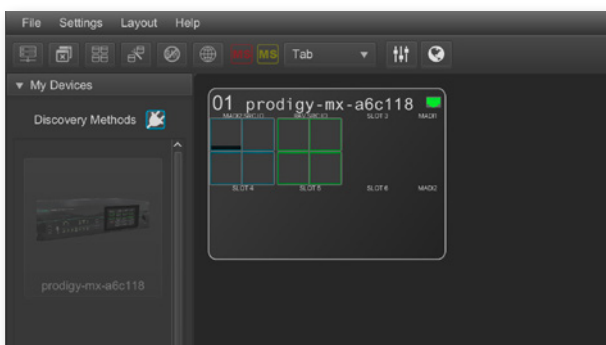 File Settings Layout Help
MS Tab
My Devices
Discovery Methods
prodigy-mx-a6c118
01 prodigy-mx-a6c118
SLOT 3 MADI1
SLOT 4 SLOT 5 SLOT 6 MADI2